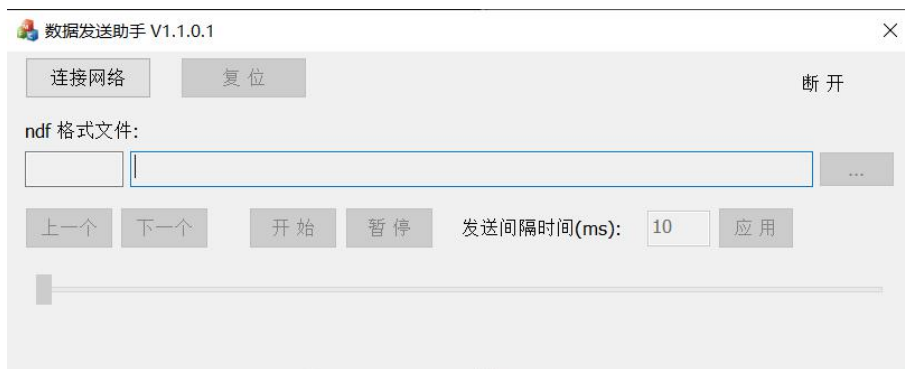 数据发送助手 V1.1.0.1
连接网络 复 位 断 开
ndf 格式文件:
...
上一个 下一个 开 始 暂 停 发送间隔时间(ms): 10 应 用